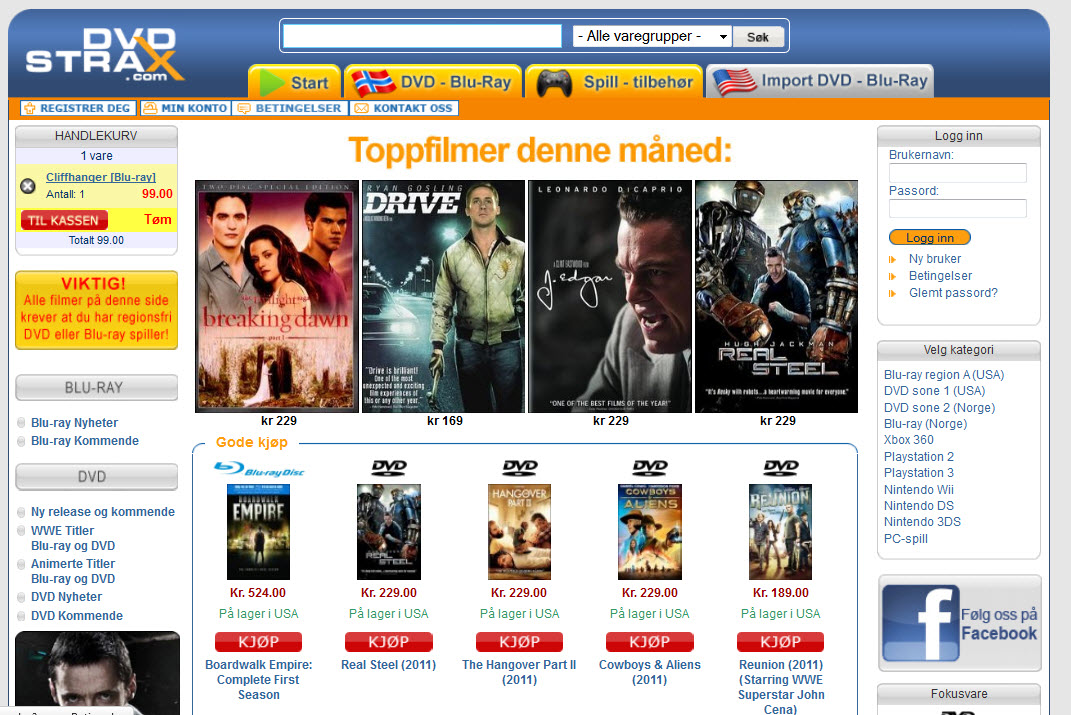 DVD
STRAX
.com
- Alle varegrupper -
Søk
Start
DVD - Blu-Ray
Spill - tilbehør
Import DVD - Blu-Ray
REGISTRER DEG
MIN KONTO
BETINGELSER
KONTAKT OSS
HANDLEKURV
1 vare
Cliffhanger [Blu-ray]
Antall: 1
99.00
TIL KASSEN
Tøm
Totalt 99.00
VIKTIG!
Alle filmer på denne side
krever at du har regionsfri
DVD eller Blu-ray spiller!
BLU-RAY
Blu-ray Nyheter
Blu-ray Kommende
DVD
Ny release og kommende
WWE Titler
Blu-ray og DVD
Animerte Titler
Blu-ray og DVD
DVD Nyheter
DVD Kommende
Toppfilmer denne måned:
TWO-DISC SPECIAL EDITION
the twilight saga
breaking dawn
part 1
kr 229
RYAN GOSLING
DRIVE
"Drive is brilliant!
One of the most
unexpected and exciting
film experiences of
this or any other year.
kr 169
LEONARDO DiCAPRIO
A CLINT EASTWOOD FILM
J. Edgar
"ONE OF THE BEST FILMS OF THE YEAR!"
kr 229
HUGH JACKMAN
REAL STEEL
"It's Rocky with robots... a heartwarming movie for everyone."
kr 229
Gode kjøp
Blu-ray Disc
BOARDWALK
EMPIRE
Kr. 524.00
På lager i USA
KJØP
Boardwalk Empire:
Complete First
Season
DVD
REAL STEEL
Kr. 229.00
På lager i USA
KJØP
Real Steel (2011)
DVD
HANGOVER
PART II
Kr. 229.00
På lager i USA
KJØP
The Hangover Part II
(2011)
DVD
COWBOYS
& ALIENS
Kr. 229.00
På lager i USA
KJØP
Cowboys & Aliens
(2011)
DVD
REUNION
Kr. 189.00
På lager i USA
KJØP
Reunion (2011)
(Starring WWE
Superstar John
Cena)
Logg inn
Brukernavn:
Passord:
Logg inn
Ny bruker
Betingelser
Glemt passord?
Velg kategori
Blu-ray region A (USA)
DVD sone 1 (USA)
DVD sone 2 (Norge)
Blu-ray (Norge)
Xbox 360
Playstation 2
Playstation 3
Nintendo Wii
Nintendo DS
Nintendo 3DS
PC-spill
f
Følg oss på
Facebook
Fokusvare